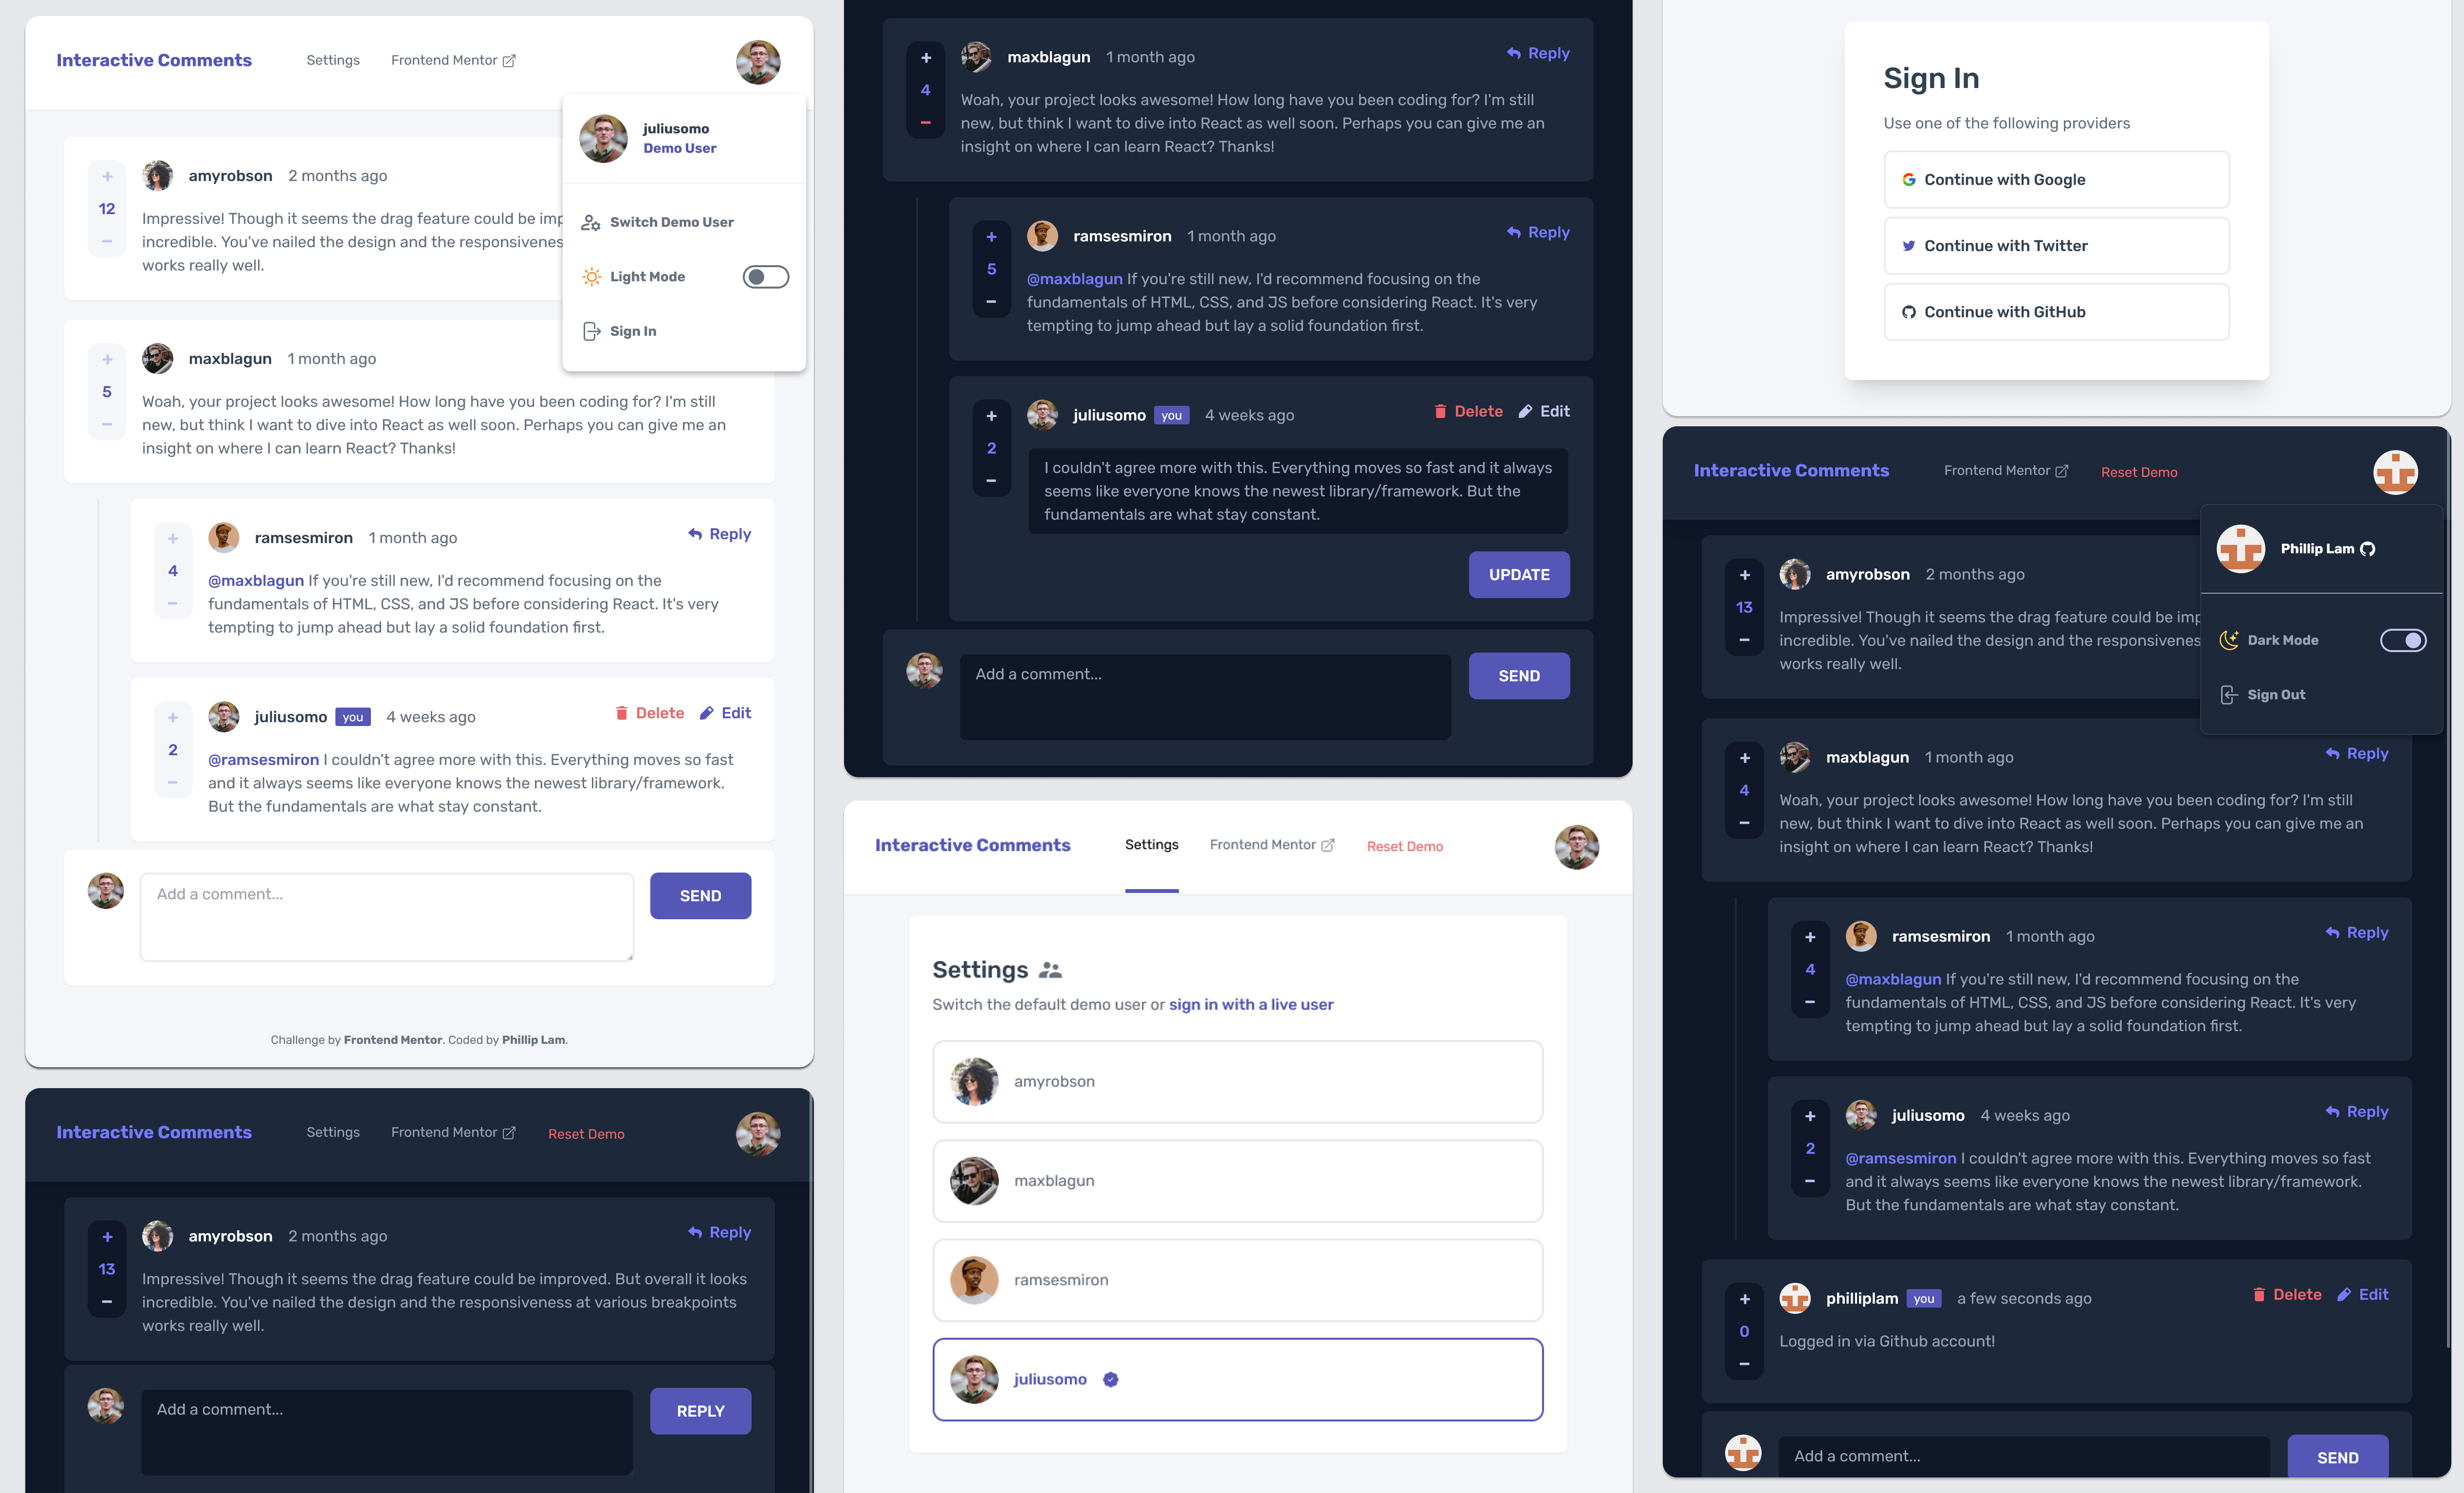 Interactive Comments
Settings
Frontend Mentor
juliusomo
Demo User
Switch Demo User
Light Mode
Sign In
+
12
−
amyrobson 2 months ago
Impressive! Though it seems the drag feature could be imp
incredible. You've nailed the design and the responsiveness
works really well.
+
5
−
maxblagun 1 month ago
Woah, your project looks awesome! How long have you been coding for? I'm still
new, but think I want to dive into React as well soon. Perhaps you can give me an
insight on where I can learn React? Thanks!
+
4
−
ramsesmiron 1 month ago
Reply
@maxblagun If you're still new, I'd recommend focusing on the
fundamentals of HTML, CSS, and JS before considering React. It's very
tempting to jump ahead but lay a solid foundation first.
+
2
−
juliusomo you 4 weeks ago
Delete Edit
@ramsesmiron I couldn't agree more with this. Everything moves so fast
and it always seems like everyone knows the newest library/framework.
But the fundamentals are what stay constant.
Add a comment...
SEND
Challenge by Frontend Mentor. Coded by Phillip Lam.
Interactive Comments
Settings
Frontend Mentor
Reset Demo
+
13
−
amyrobson 2 months ago
Reply
Impressive! Though it seems the drag feature could be improved. But overall it looks
incredible. You've nailed the design and the responsiveness at various breakpoints
works really well.
Add a comment...
REPLY
+
4
−
maxblagun 1 month ago
Reply
Woah, your project looks awesome! How long have you been coding for? I'm still
new, but think I want to dive into React as well soon. Perhaps you can give me an
insight on where I can learn React? Thanks!
+
5
−
ramsesmiron 1 month ago
Reply
@maxblagun If you're still new, I'd recommend focusing on the
fundamentals of HTML, CSS, and JS before considering React. It's very
tempting to jump ahead but lay a solid foundation first.
+
2
−
juliusomo you 4 weeks ago
Delete Edit
I couldn't agree more with this. Everything moves so fast and it always
seems like everyone knows the newest library/framework. But the
fundamentals are what stay constant.
UPDATE
Add a comment...
SEND
Interactive Comments
Settings
Frontend Mentor
Reset Demo
Settings
Switch the default demo user or sign in with a live user
amyrobson
maxblagun
ramsesmiron
juliusomo
Sign In
Use one of the following providers
Continue with Google
Continue with Twitter
Continue with GitHub
Interactive Comments
Frontend Mentor
Reset Demo
Phillip Lam
Dark Mode
Sign Out
+
13
−
amyrobson 2 months ago
Impressive! Though it seems the drag feature could be imp
incredible. You've nailed the design and the responsivenes
works really well.
+
4
−
maxblagun 1 month ago
Reply
Woah, your project looks awesome! How long have you been coding for? I'm still
new, but think I want to dive into React as well soon. Perhaps you can give me an
insight on where I can learn React? Thanks!
+
4
−
ramsesmiron 1 month ago
Reply
@maxblagun If you're still new, I'd recommend focusing on the
fundamentals of HTML, CSS, and JS before considering React. It's very
tempting to jump ahead but lay a solid foundation first.
+
2
−
juliusomo 4 weeks ago
Reply
@ramsesmiron I couldn't agree more with this. Everything moves so fast
and it always seems like everyone knows the newest library/framework.
But the fundamentals are what stay constant.
+
0
−
philliplam you a few seconds ago
Delete Edit
Logged in via Github account!
Add a comment...
SEND